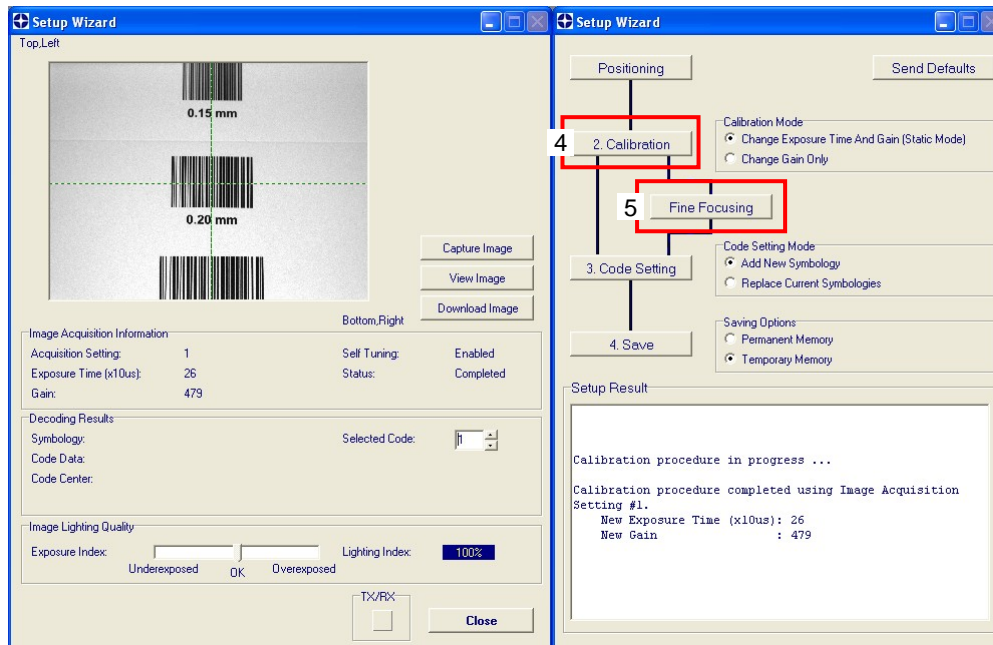 Setup Wizard
Top,Left
0.15 mm
0.20 mm
Capture Image
View Image
Download Image
Bottom,Right
Image Acquisition Information
Acquisition Setting: 1 Self Tuning: Enabled
Exposure Time (x10us): 26 Status: Completed
Gain: 479
Decoding Results
Symbology: Selected Code: 1
Code Data:
Code Center:
Image Lighting Quality
Exposure Index: Lighting Index: 100%
Underexposed OK Overexposed
TX/RX
Close
Setup Wizard
Positioning Send Defaults
4 2. Calibration
Calibration Mode
Change Exposure Time And Gain (Static Mode)
Change Gain Only
5 Fine Focusing
3. Code Setting
Code Setting Mode
Add New Symbology
Replace Current Symbologies
4. Save
Saving Options
Permanent Memory
Temporary Memory
Setup Result
Calibration procedure in progress ...
Calibration procedure completed using Image Acquisition
Setting #1.
New Exposure Time (x10us): 26
New Gain : 479